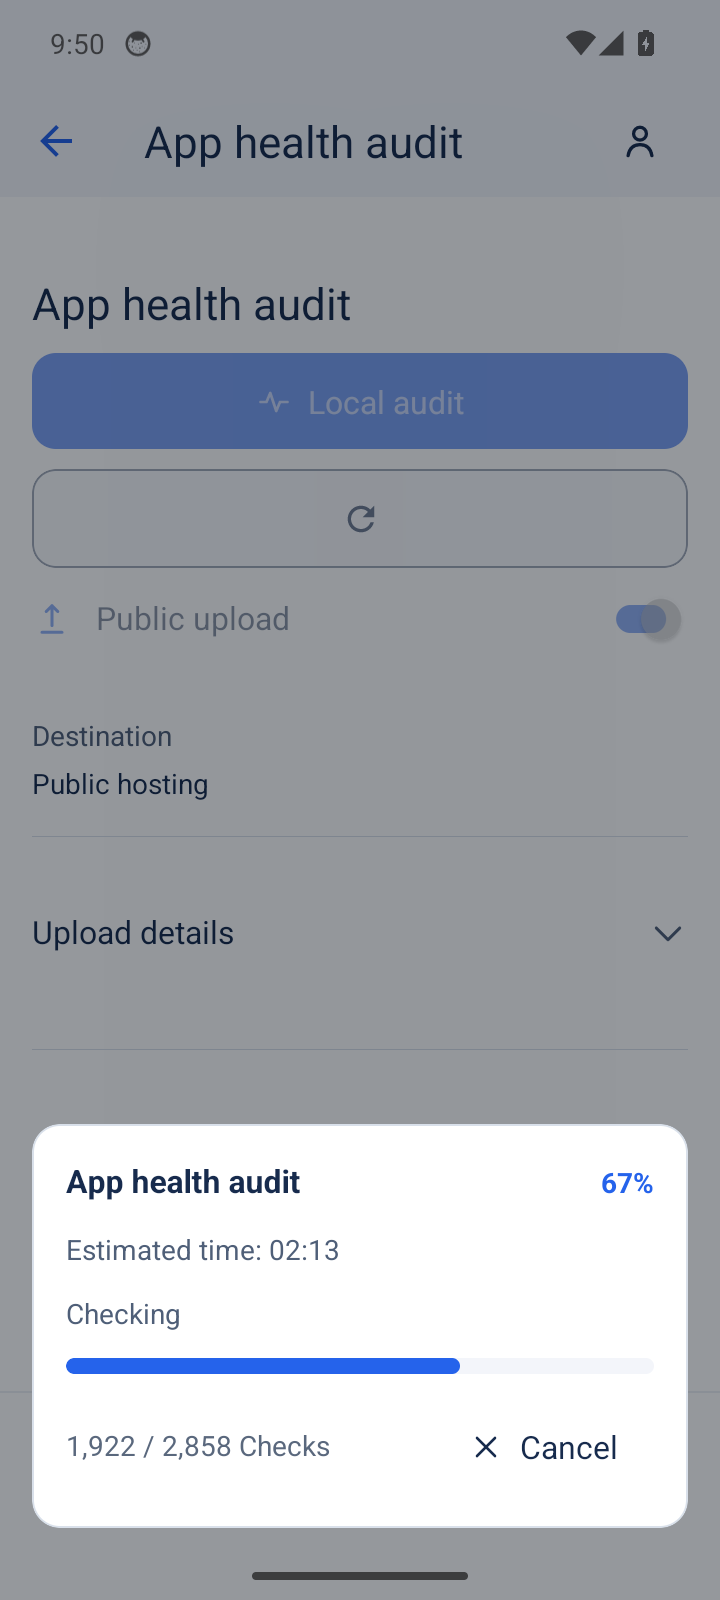 9:50
App health audit
App health audit
Local audit
Public upload
Destination
Public hosting
Upload details
App health audit 67%
Estimated time: 02:13
Checking
1,922 / 2,858 Checks Cancel